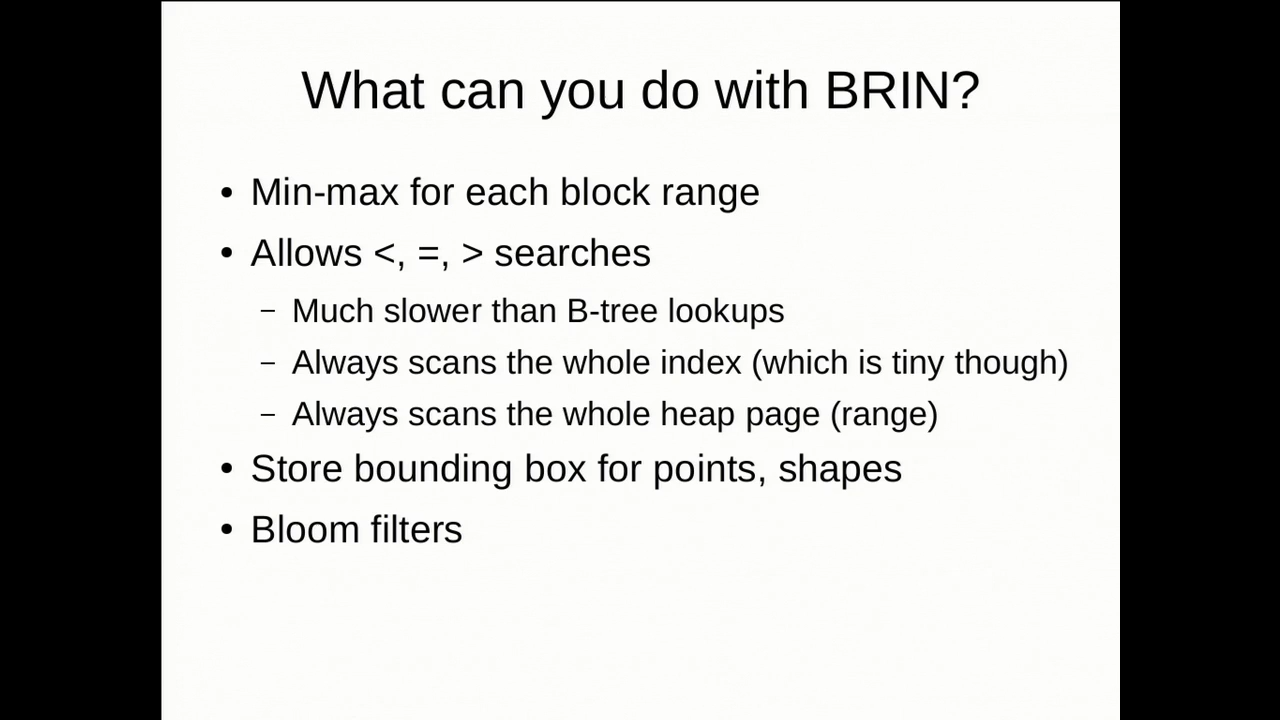 What can you do with BRIN?
• Min-max for each block range
• Allows <, =, > searches
– Much slower than B-tree lookups
– Always scans the whole index (which is tiny though)
– Always scans the whole heap page (range)
• Store bounding box for points, shapes
• Bloom filters